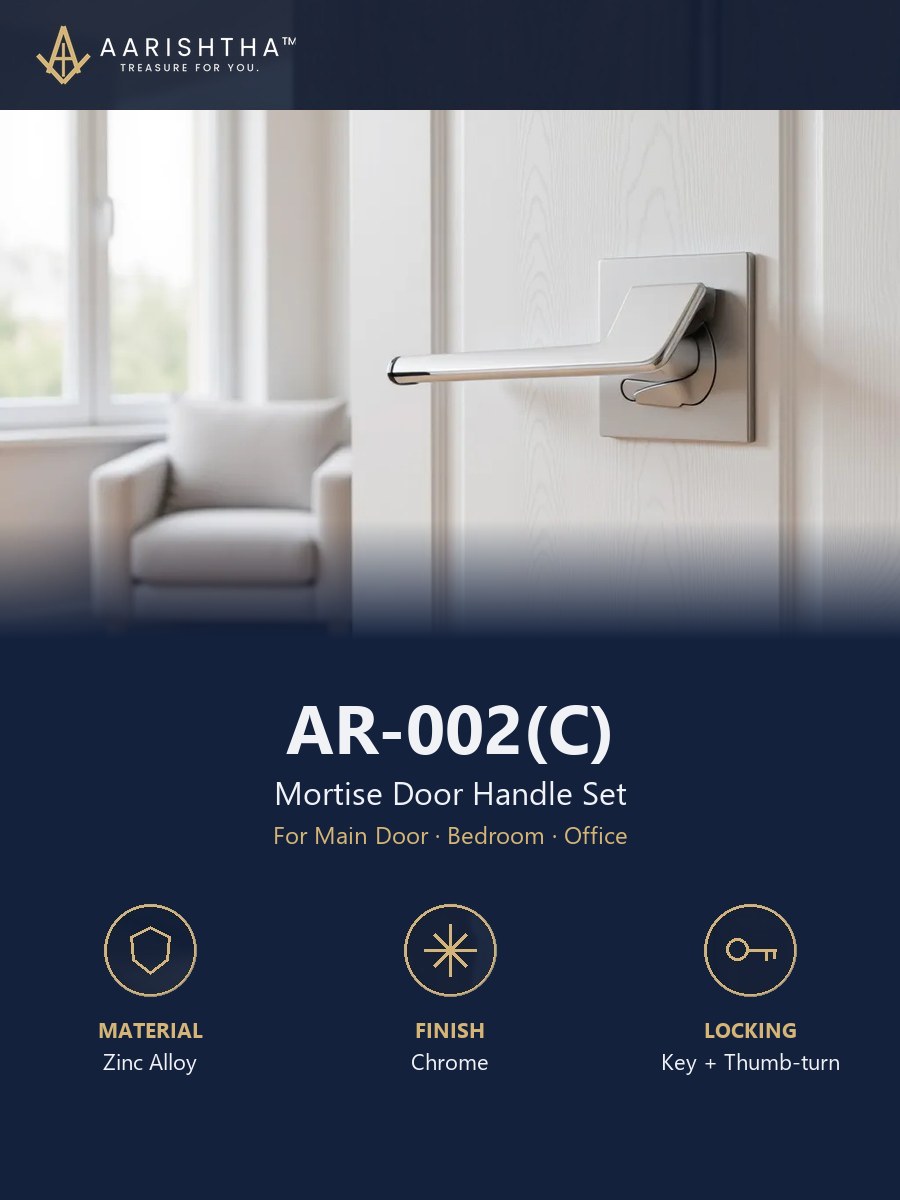 AARISHTHA™
TREASURE FOR YOU.
AR-002(C)
Mortise Door Handle Set
For Main Door · Bedroom · Office
MATERIAL FINISH LOCKING
Zinc Alloy Chrome Key + Thumb-turn